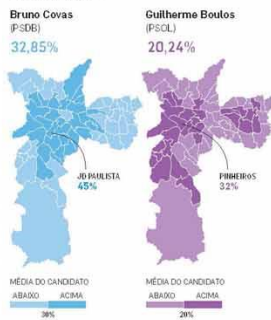 Bruno Covas
(PSDB)
32,85%
JD PAULISTA
45%
MÉDIA DO CANDIDATO
ABAIXO ACIMA
30%
Guilherme Boulos
(PSOL)
20,24%
PINHEIROS
32%
MÉDIA DO CANDIDATO
ABAIXO ACIMA
20%